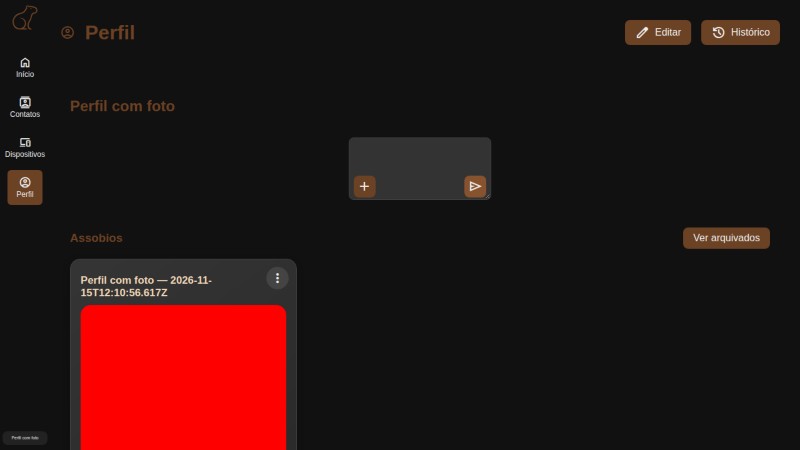 Perfil
Editar
Histórico
Início
Contatos
Dispositivos
Perfil
Perfil com foto
Assobios
Ver arquivados
Perfil com foto — 2026-11-
15T12:10:56.617Z
Perfil com foto